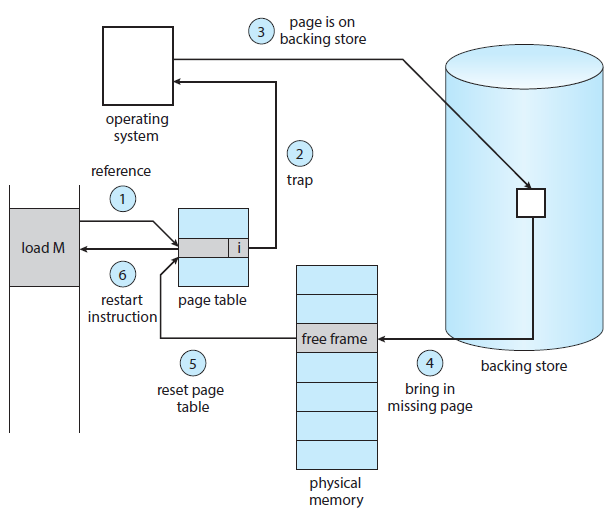 3
page is on
backing store
operating
system
2
trap
reference
1
load M
i
6
restart
instruction
page table
free frame
5
reset page
table
4
bring in
missing page
backing store
physical
memory